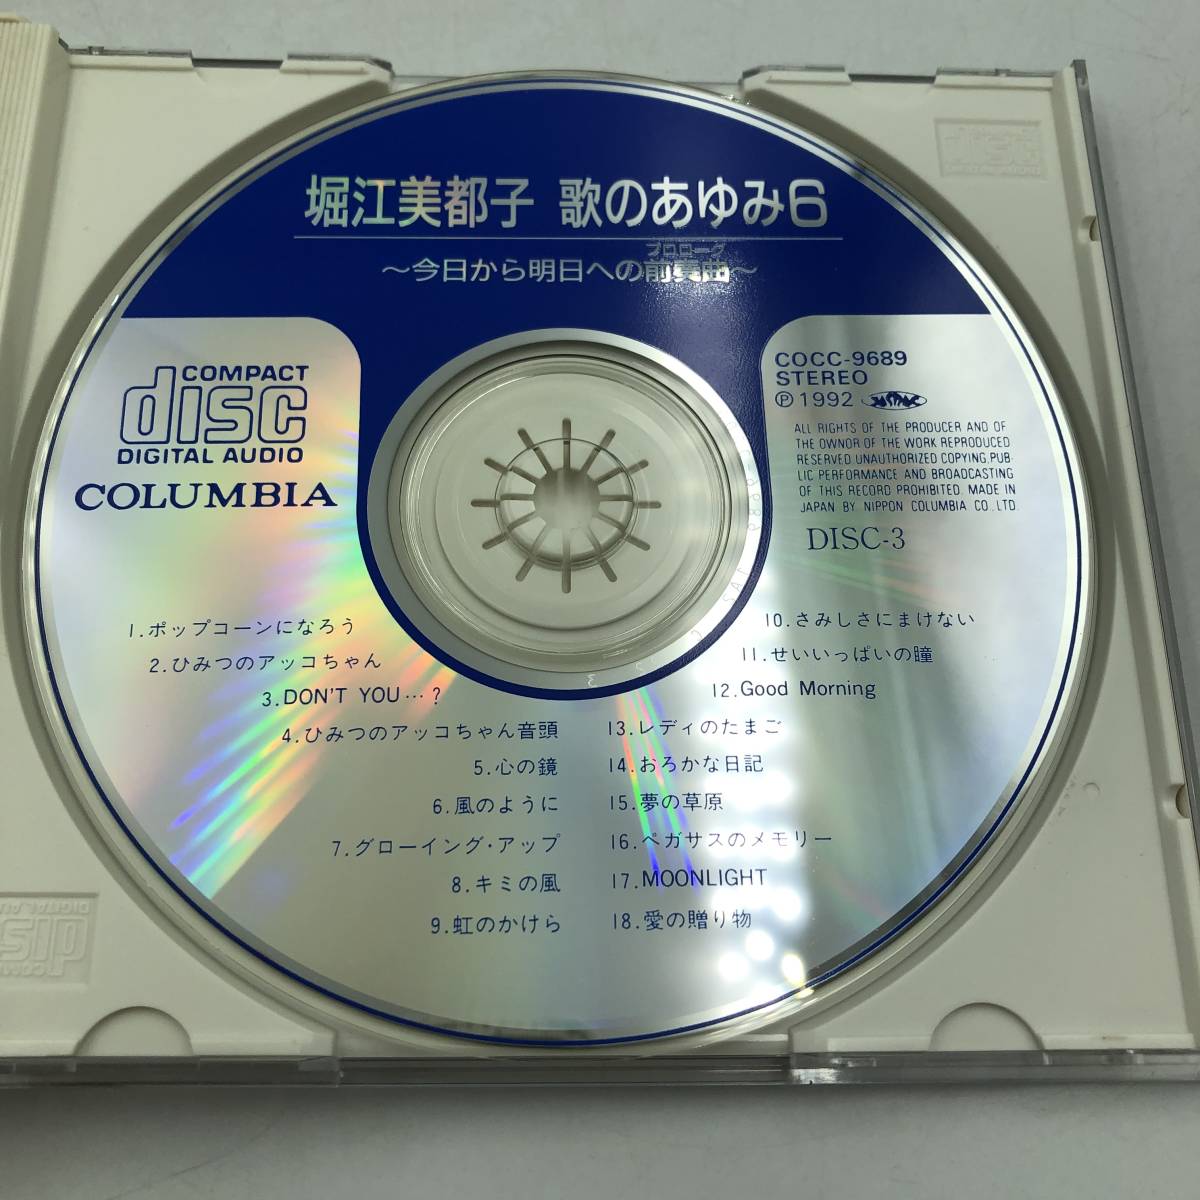 堀江美都子 歌のあゆみ6
プロローグ
～今日から明日への前奏曲～
COMPACT
disc
DIGITAL AUDIO
COLUMBIA
COCC-9689
STEREO
Ⓟ1992
ALL RIGHTS OF THE PRODUCER AND OF
THE OWNER OF THE WORK REPRODUCED
RESERVED UNAUTHORIZED COPYING,PUB-
LIC PERFORMANCE AND BROADCASTING
OF THIS RECORD PROHIBITED. MADE IN
JAPAN BY NIPPON COLUMBIA CO.,LTD.
DISC-3
1.ポップコーンになろう
2.ひみつのアッコちゃん
3.DON'T YOU…?
4.ひみつのアッコちゃん音頭
5.心の鏡
6.風のように
7.グローイング・アップ
8.キミの風
9.虹のかけら
10.さみしさにまけない
11.せいいっぱいの瞳
12.Good Morning
13.レディのたまご
14.おろかな日記
15.夢の草原
16.ペガサスのメモリー
17.MOONLIGHT
18.愛の贈り物